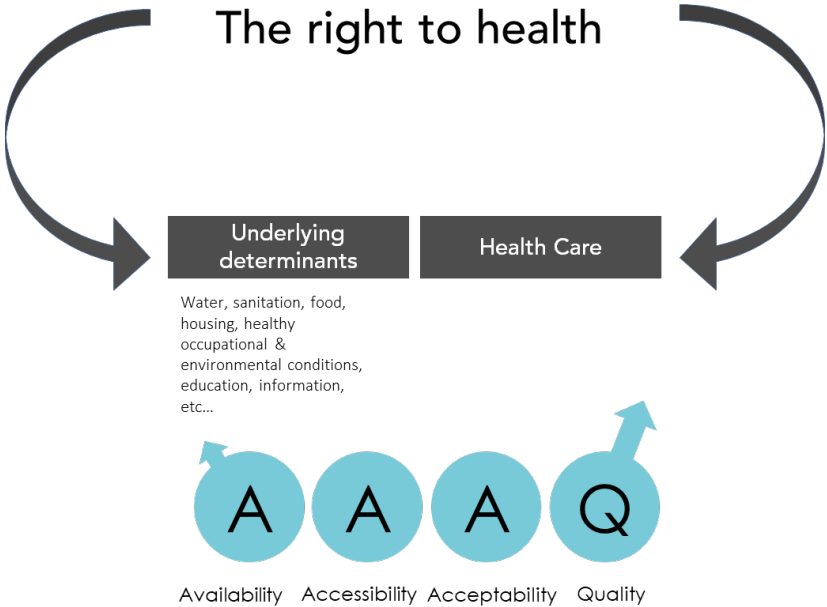 The right to health
Underlying
determinants
Health Care
Water, sanitation, food,
housing, healthy
occupational &
environmental conditions,
education, information,
etc…
A A A Q
Availability Accessibility Acceptability Quality